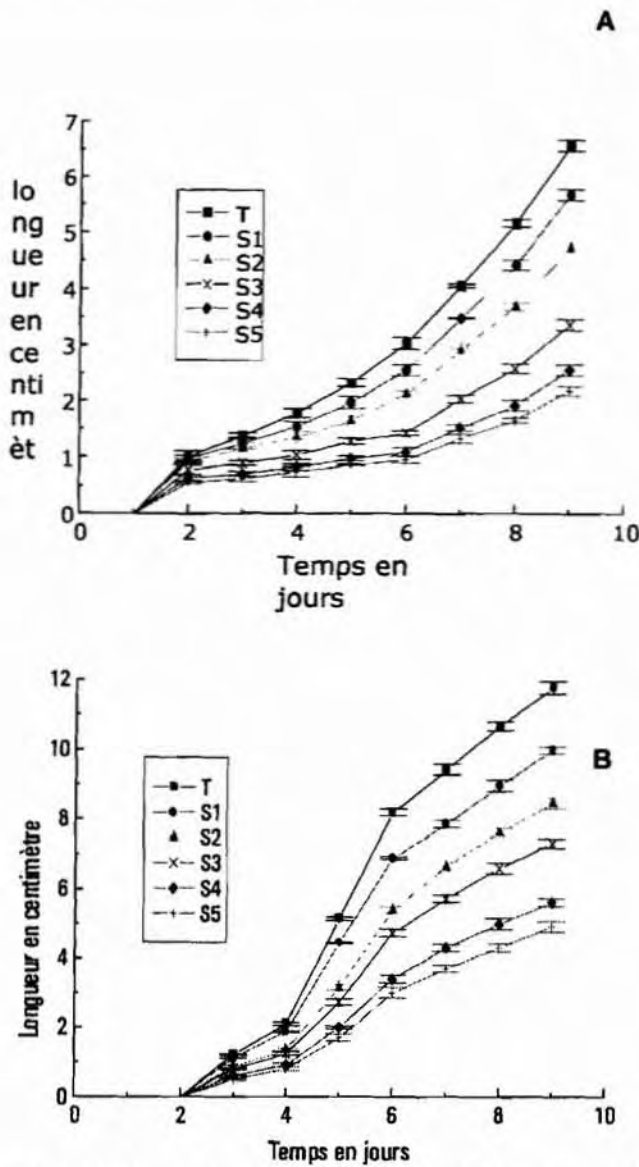 A
7
6
5
4
3
2
1
0
lo
ng
ue
ur
en
ce
nti
m
èt
T
S1
S2
S3
S4
S5
0 2 4 6 8 10
Temps en
jours
12
10
8
6
4
2
0
Longueur en centimètre
B
T
S1
S2
S3
S4
S5
0 2 4 6 8 10
Temps en jours